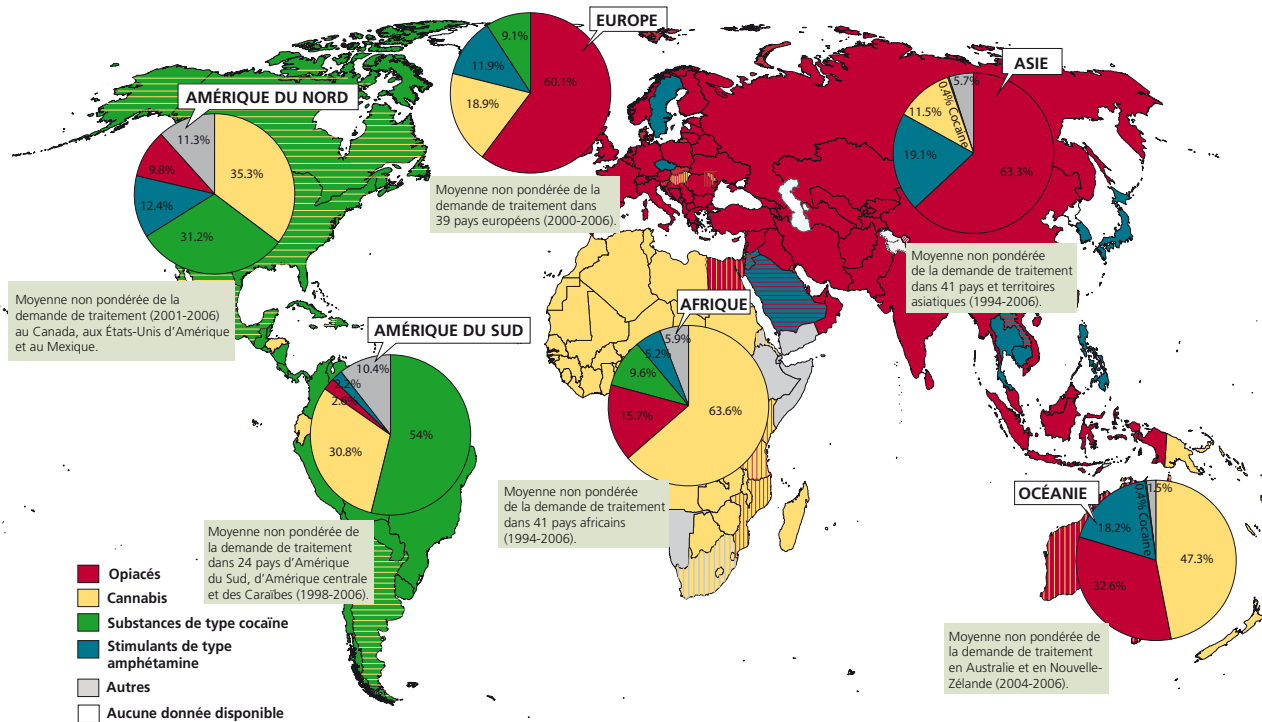 EUROPE
9.1%
11.9%
18.9%
60.1%
Moyenne non pondérée de la
demande de traitement dans
39 pays européens (2000-2006).
ASIE
5.7%
0.4% Cocaïne
11.5%
19.1%
63.3%
Moyenne non pondérée
de la demande de traitement
dans 41 pays et territoires
asiatiques (1994-2006).
AMÉRIQUE DU NORD
11.3%
9.8%
12.4%
31.2%
35.3%
Moyenne non pondérée de la
demande de traitement (2001-2006)
au Canada, aux États-Unis d'Amérique
et au Mexique.
AMÉRIQUE DU SUD
10.4%
2.2%
2.6%
30.8%
54%
Moyenne non pondérée de
la demande de traitement
dans 24 pays d'Amérique
du Sud, d'Amérique centrale
et des Caraïbes (1998-2006).
AFRIQUE
5.9%
5.2%
9.6%
15.7%
63.6%
Moyenne non pondérée
de la demande de traitement
dans 41 pays africains
(1994-2006).
OCÉANIE
1.5%
0.4% Cocaïne
18.2%
32.6%
47.3%
Moyenne non pondérée de
la demande de traitement
en Australie et en Nouvelle-
Zélande (2004-2006).
Opiacés
Cannabis
Substances de type cocaïne
Stimulants de type
amphétamine
Autres
Aucune donnée disponible